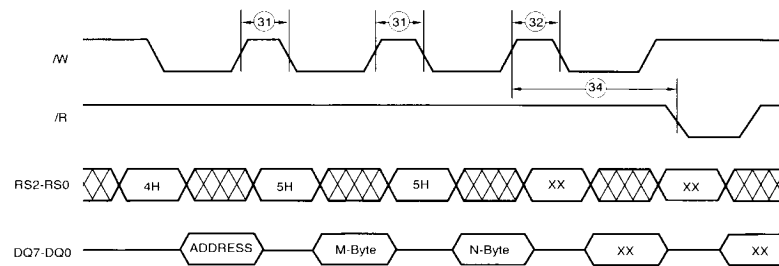 31 31 32
/W
34
/R
RS2-RS0 4H 5H 5H XX XX
DQ7-DQ0 ADDRESS M-Byte N-Byte XX XX